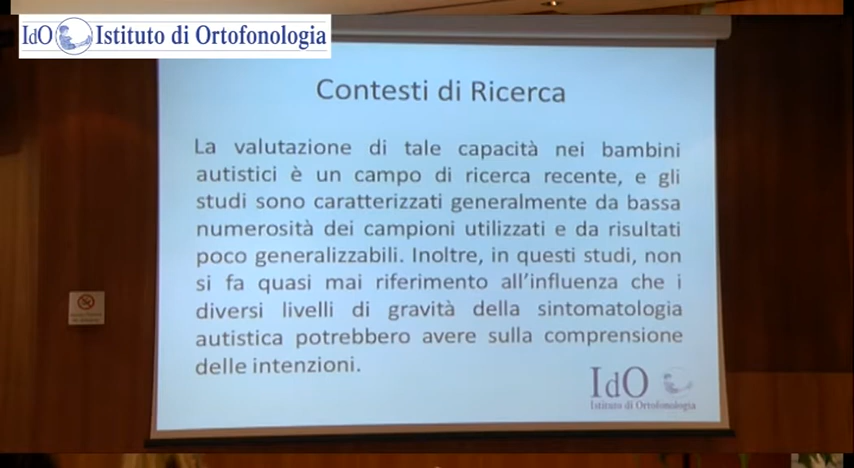 IdO Istituto di Ortofonologia
Contesti di Ricerca
La valutazione di tale capacità nei bambini
autistici è un campo di ricerca recente, e gli
studi sono caratterizzati generalmente da bassa
numerosità dei campioni utilizzati e da risultati
poco generalizzabili. Inoltre, in questi studi, non
si fa quasi mai riferimento all'influenza che i
diversi livelli di gravità della sintomatologia
autistica potrebbero avere sulla comprensione
delle intenzioni.
IdO
Istituto di Ortofonologia